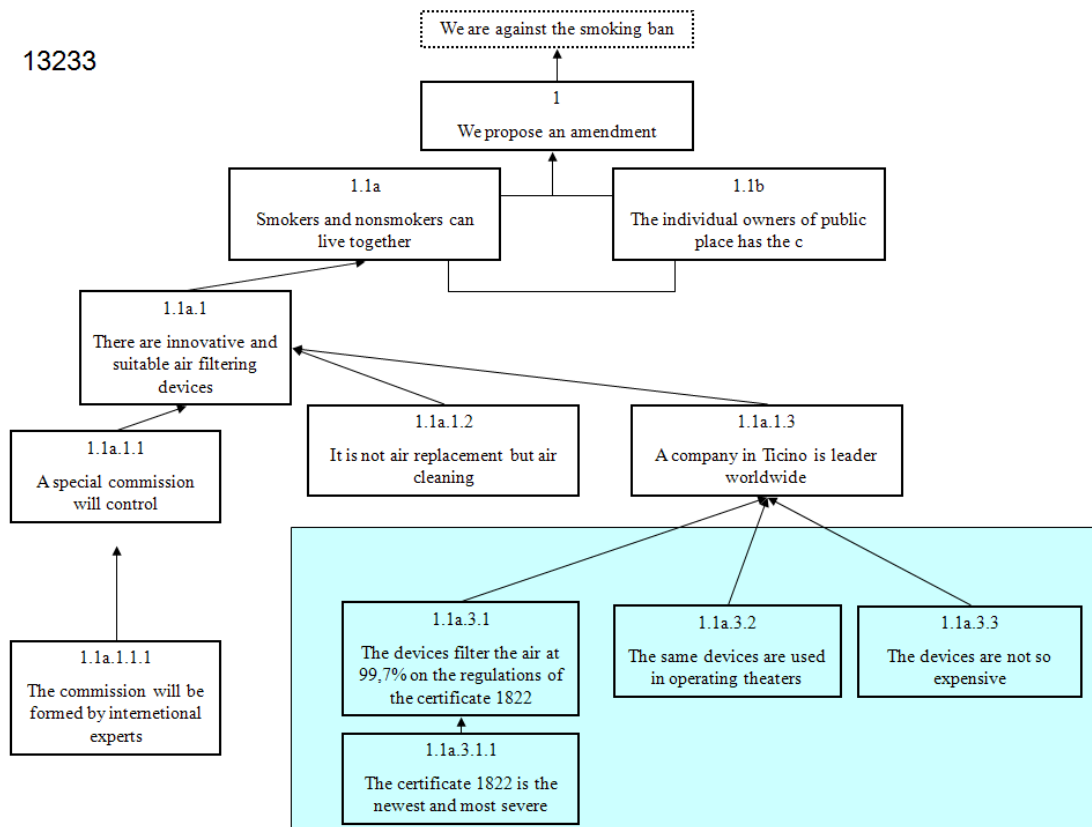 We are against the smoking ban
13233
1
We propose an amendment
1.1a
Smokers and nonsmokers can
live together
1.1b
The individual owners of public
place has the c
1.1a.1
There are innovative and
suitable air filtering
devices
1.1a.1.1
A special commission
will control
1.1a.1.2
It is not air replacement but air
cleaning
1.1a.1.3
A company in Ticino is leader
worldwide
1.1a.1.1.1
The commission will be
formed by internetional
experts
1.1a.3.1
The devices filter the air at
99,7% on the regulations of
the certificate 1822
1.1a.3.2
The same devices are used
in operating theaters
1.1a.3.3
The devices are not so
expensive
1.1a.3.1.1
The certificate 1822 is the
newest and most severe